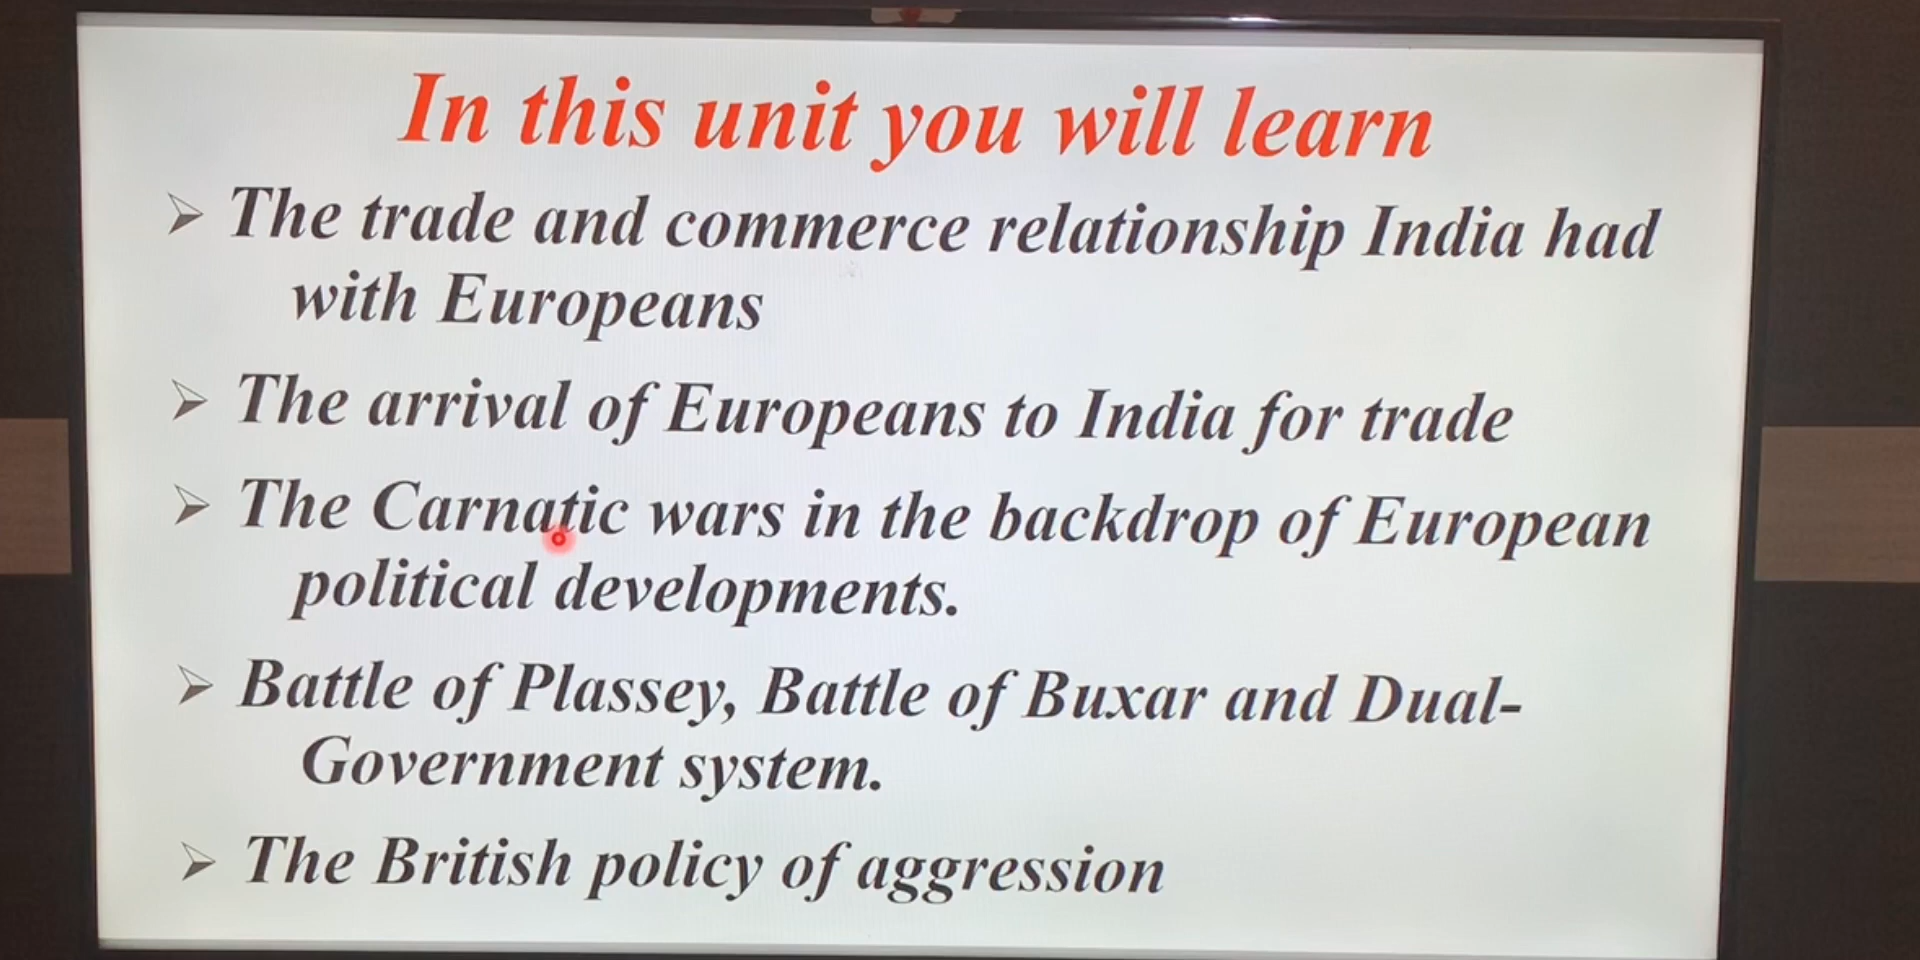 In this unit you will learn
➢ The trade and commerce relationship India had
with Europeans
➢ The arrival of Europeans to India for trade
➢ The Carnatic wars in the backdrop of European
political developments.
➢ Battle of Plassey, Battle of Buxar and Dual-
Government system.
➢ The British policy of aggression